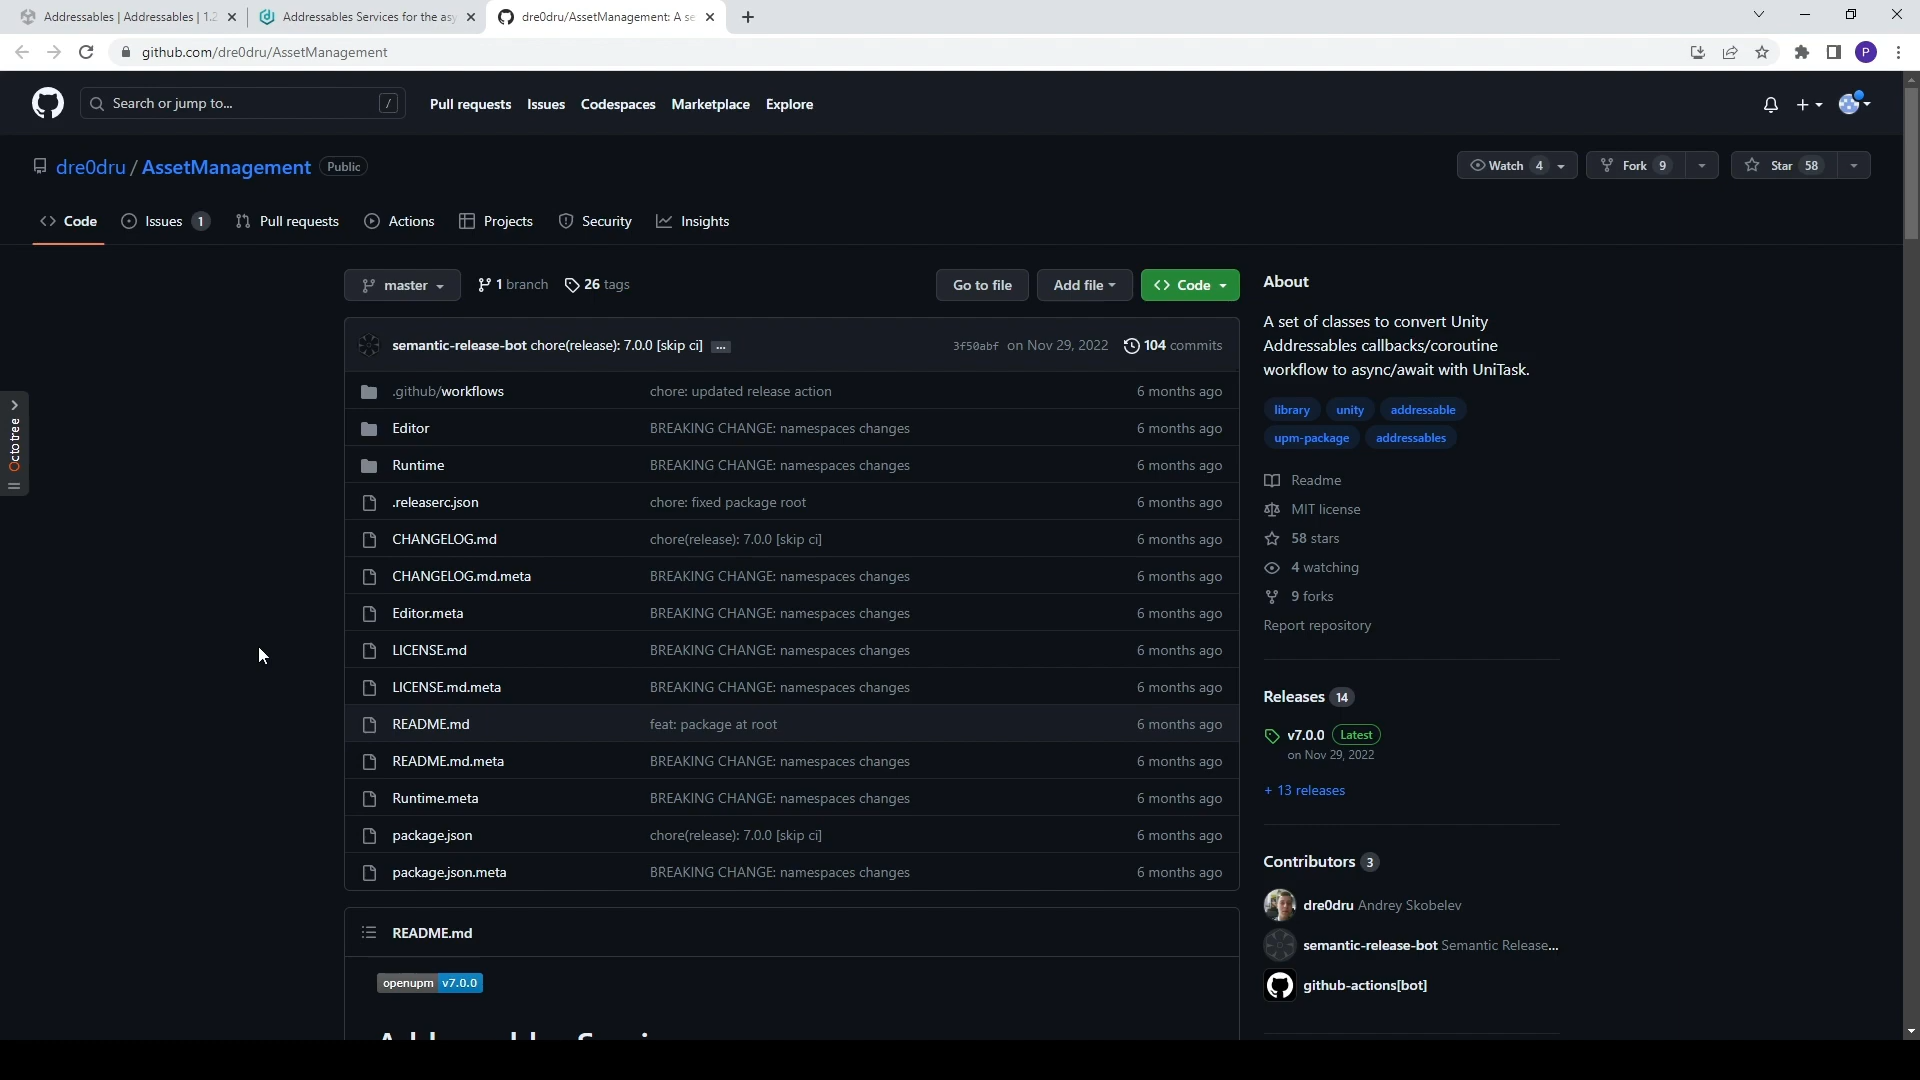 Addressables | Addressables | 1.2
Addressables Services for the asy
dre0dru/AssetManagement: A se
github.com/dre0dru/AssetManagement
P
Search or jump to...
/
Pull requests
Issues
Codespaces
Marketplace
Explore
dre0dru / AssetManagement
Public
Watch 4
Fork 9
Star 58
Code
Issues 1
Pull requests
Actions
Projects
Security
Insights
master
1 branch
26 tags
Go to file
Add file
Code
semantic-release-bot chore(release): 7.0.0 [skip ci] ...
3f50abf on Nov 29, 2022
104 commits
.github/workflows chore: updated release action 6 months ago
Editor BREAKING CHANGE: namespaces changes 6 months ago
Runtime BREAKING CHANGE: namespaces changes 6 months ago
.releaserc.json chore: fixed package root 6 months ago
CHANGELOG.md chore(release): 7.0.0 [skip ci] 6 months ago
CHANGELOG.md.meta BREAKING CHANGE: namespaces changes 6 months ago
Editor.meta BREAKING CHANGE: namespaces changes 6 months ago
LICENSE.md BREAKING CHANGE: namespaces changes 6 months ago
LICENSE.md.meta BREAKING CHANGE: namespaces changes 6 months ago
README.md feat: package at root 6 months ago
README.md.meta BREAKING CHANGE: namespaces changes 6 months ago
Runtime.meta BREAKING CHANGE: namespaces changes 6 months ago
package.json chore(release): 7.0.0 [skip ci] 6 months ago
package.json.meta BREAKING CHANGE: namespaces changes 6 months ago
README.md
openupm v7.0.0
Octotree
About
A set of classes to convert Unity
Addressables callbacks/coroutine
workflow to async/await with UniTask.
library unity addressable
upm-package addressables
Readme
MIT license
58 stars
4 watching
9 forks
Report repository
Releases 14
v7.0.0 Latest
on Nov 29, 2022
+ 13 releases
Contributors 3
dre0dru Andrey Skobelev
semantic-release-bot Semantic Release...
github-actions[bot]